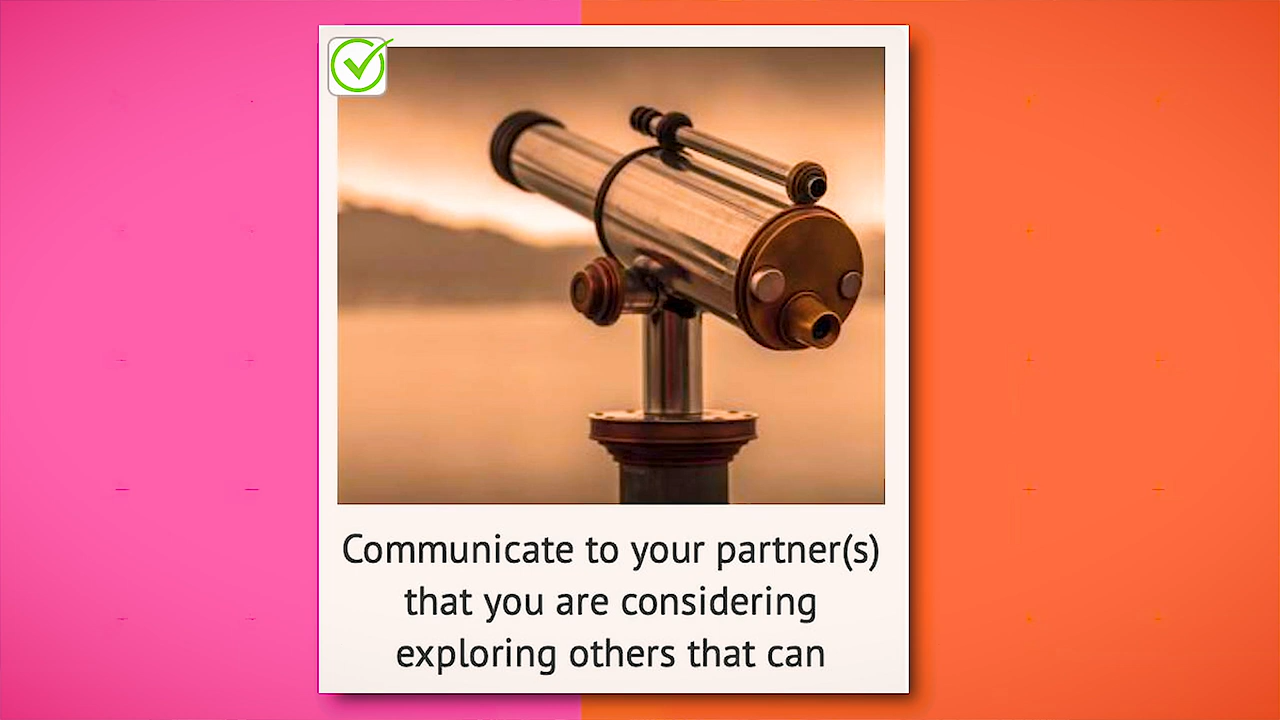 Communicate to your partner(s)
that you are considering
exploring others that can